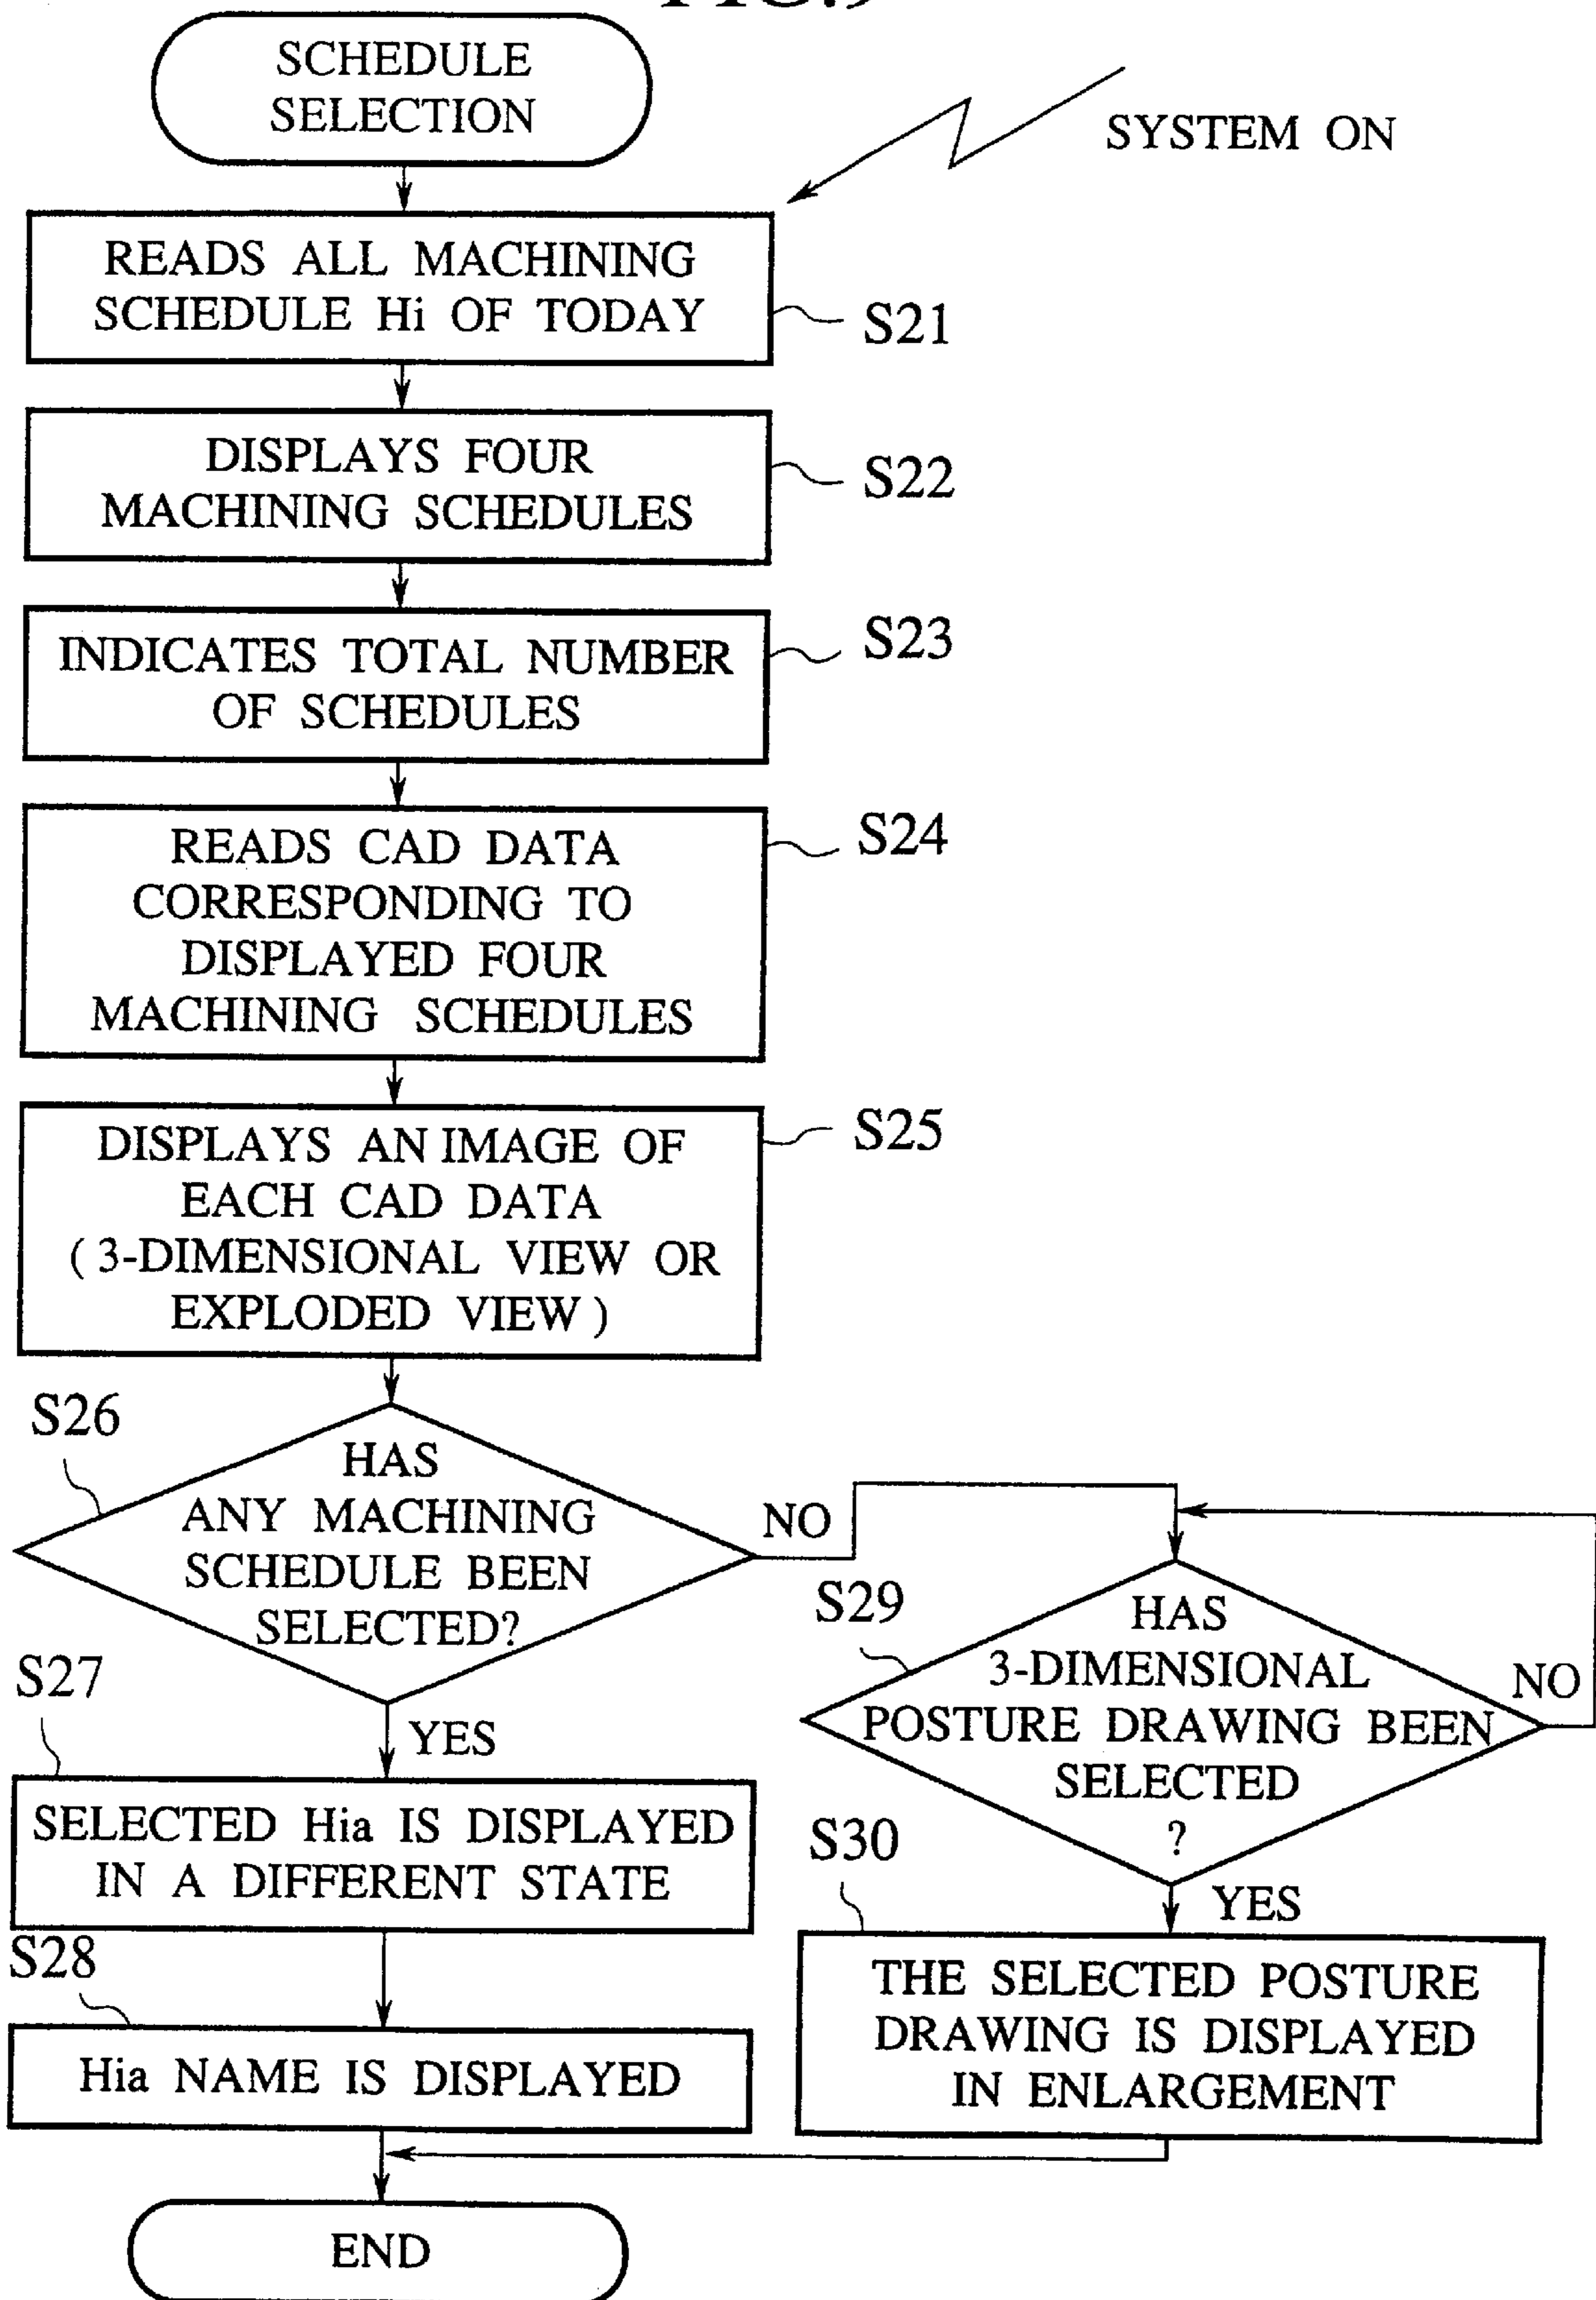 SCHEDULE
SELECTION
SYSTEM ON
READS ALL MACHINING
SCHEDULE Hi OF TODAY
S21
DISPLAYS FOUR
MACHINING SCHEDULES
S22
INDICATES TOTAL NUMBER
OF SCHEDULES
S23
READS CAD DATA
CORRESPONDING TO
DISPLAYED FOUR
MACHINING SCHEDULES
S24
DISPLAYS AN IMAGE OF
EACH CAD DATA
( 3-DIMENSIONAL VIEW OR
EXPLODED VIEW )
S25
S26
HAS
ANY MACHINING
SCHEDULE BEEN
SELECTED?
NO
YES
S27
SELECTED Hia IS DISPLAYED
IN A DIFFERENT STATE
S28
Hia NAME IS DISPLAYED
S29
HAS
3-DIMENSIONAL
POSTURE DRAWING BEEN
SELECTED
?
NO
YES
S30
THE SELECTED POSTURE
DRAWING IS DISPLAYED
IN ENLARGEMENT
END